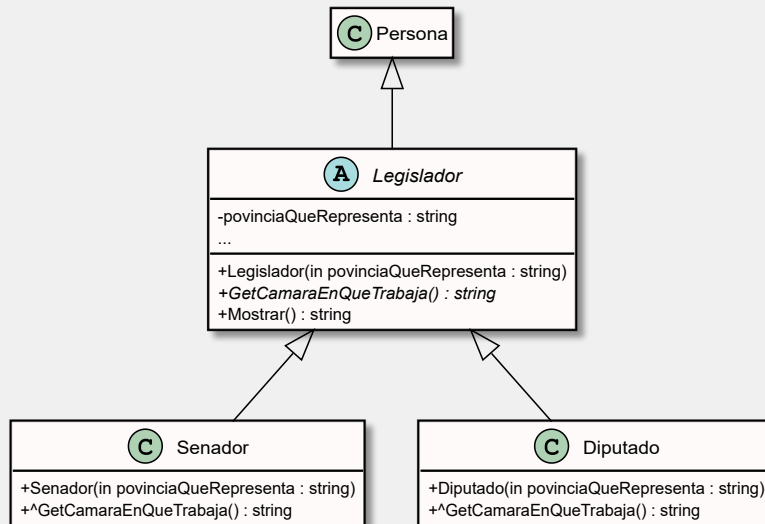 C Persona
A Legislador
-povinciaQueRepresenta : string
...
+Legislador(in povinciaQueRepresenta : string)
+GetCamaraEnQueTrabaja() : string
+Mostrar() : string
C Senador
+Senador(in povinciaQueRepresenta : string)
+^GetCamaraEnQueTrabaja() : string
C Diputado
+Diputado(in povinciaQueRepresenta : string)
+^GetCamaraEnQueTrabaja() : string